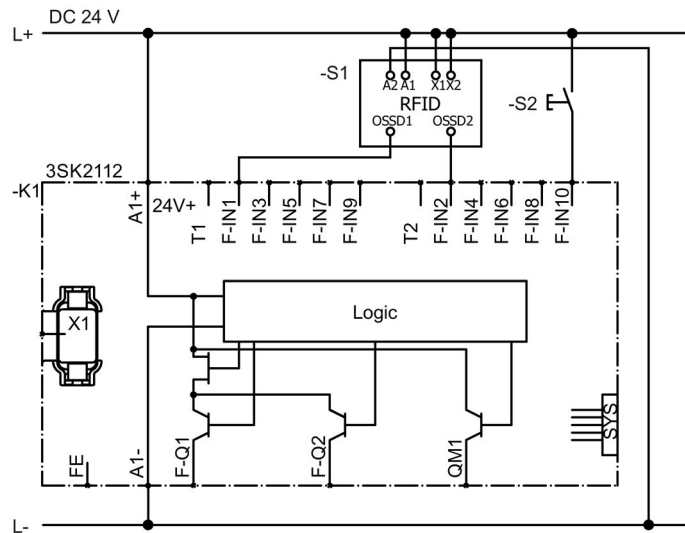 DC 24 V
L+
-S1
A2 A1 X1 X2
RFID
OSSD1 OSSD2
-S2
3SK2112
-K1
A1+
24V+
T1
F-IN1
F-IN3
F-IN5
F-IN7
F-IN9
T2
F-IN2
F-IN4
F-IN6
F-IN8
F-IN10
Logic
X1
SYS
FE
A1-
F-Q1
F-Q2
QM1
L-